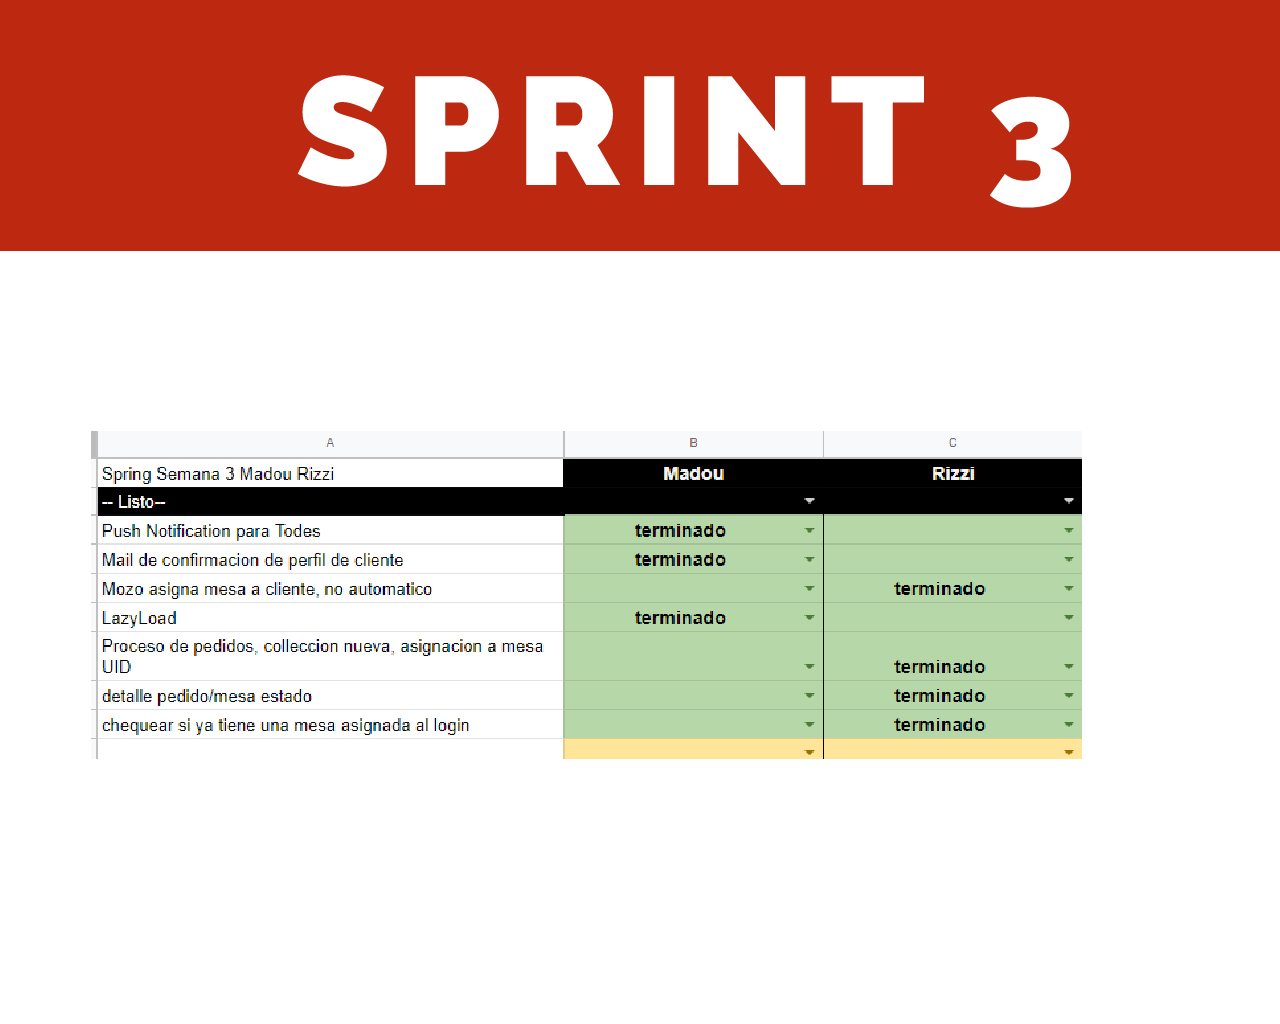 SPRINT 3
A B C
Spring Semana 3 Madou Rizzi Madou Rizzi
-- Listo--
Push Notification para Todes terminado
Mail de confirmacion de perfil de cliente terminado
Mozo asigna mesa a cliente, no automatico terminado
LazyLoad terminado
Proceso de pedidos, colleccion nueva, asignacion a mesa
UID terminado
detalle pedido/mesa estado terminado
chequear si ya tiene una mesa asignada al login terminado